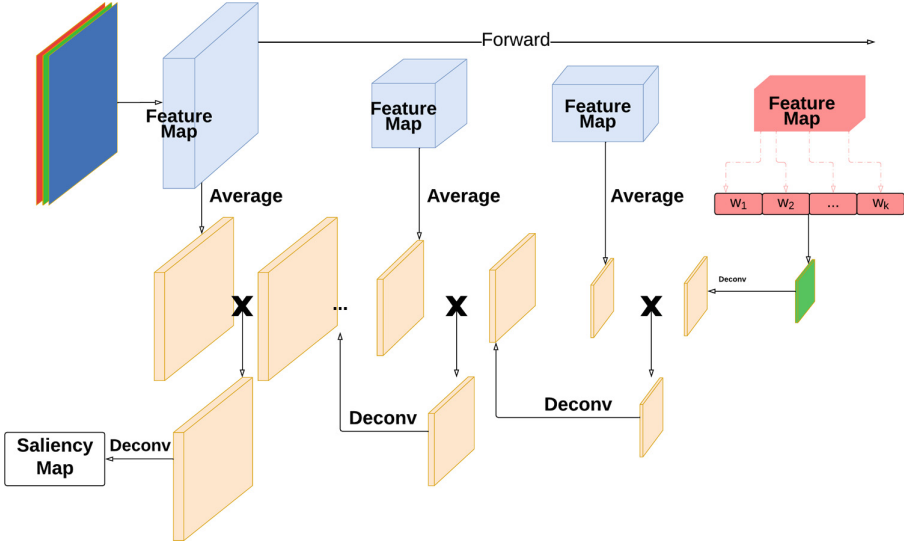 Forward
Feature
Map
Feature
Map
Feature
Map
Feature
Map
Average
Average
Average
w1
w2
...
wk
Deconv
X
...
X
X
Deconv
Deconv
Saliency
Map
Deconv